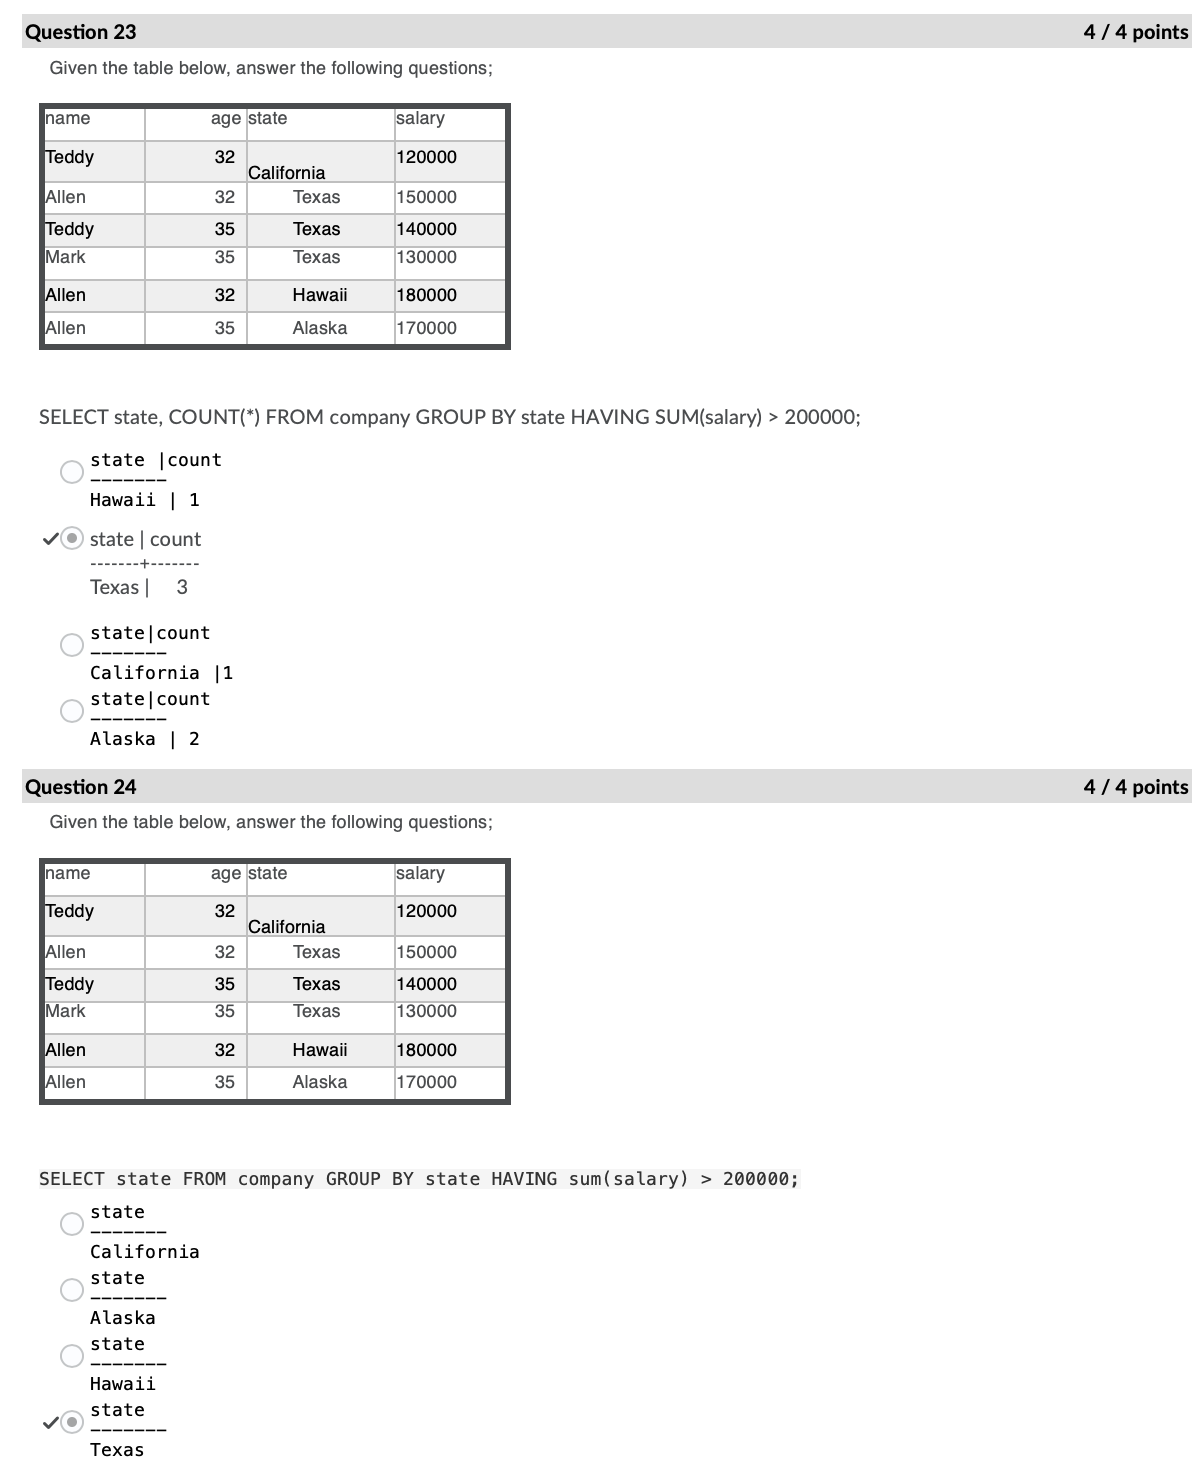 Question 23 4 / 4 points
Given the table below, answer the following questions;
name age state salary
Teddy 32 California 120000
Allen 32 Texas 150000
Teddy 35 Texas 140000
Mark 35 Texas 130000
Allen 32 Hawaii 180000
Allen 35 Alaska 170000
SELECT state, COUNT(*) FROM company GROUP BY state HAVING SUM(salary) > 200000;
state |count
-------
Hawaii | 1
state | count
-------+-------
Texas | 3
state|count
-------
California |1
state|count
-------
Alaska | 2
Question 24 4 / 4 points
Given the table below, answer the following questions;
name age state salary
Teddy 32 California 120000
Allen 32 Texas 150000
Teddy 35 Texas 140000
Mark 35 Texas 130000
Allen 32 Hawaii 180000
Allen 35 Alaska 170000
SELECT state FROM company GROUP BY state HAVING sum(salary) > 200000;
state
-------
California
state
-------
Alaska
state
-------
Hawaii
state
-------
Texas